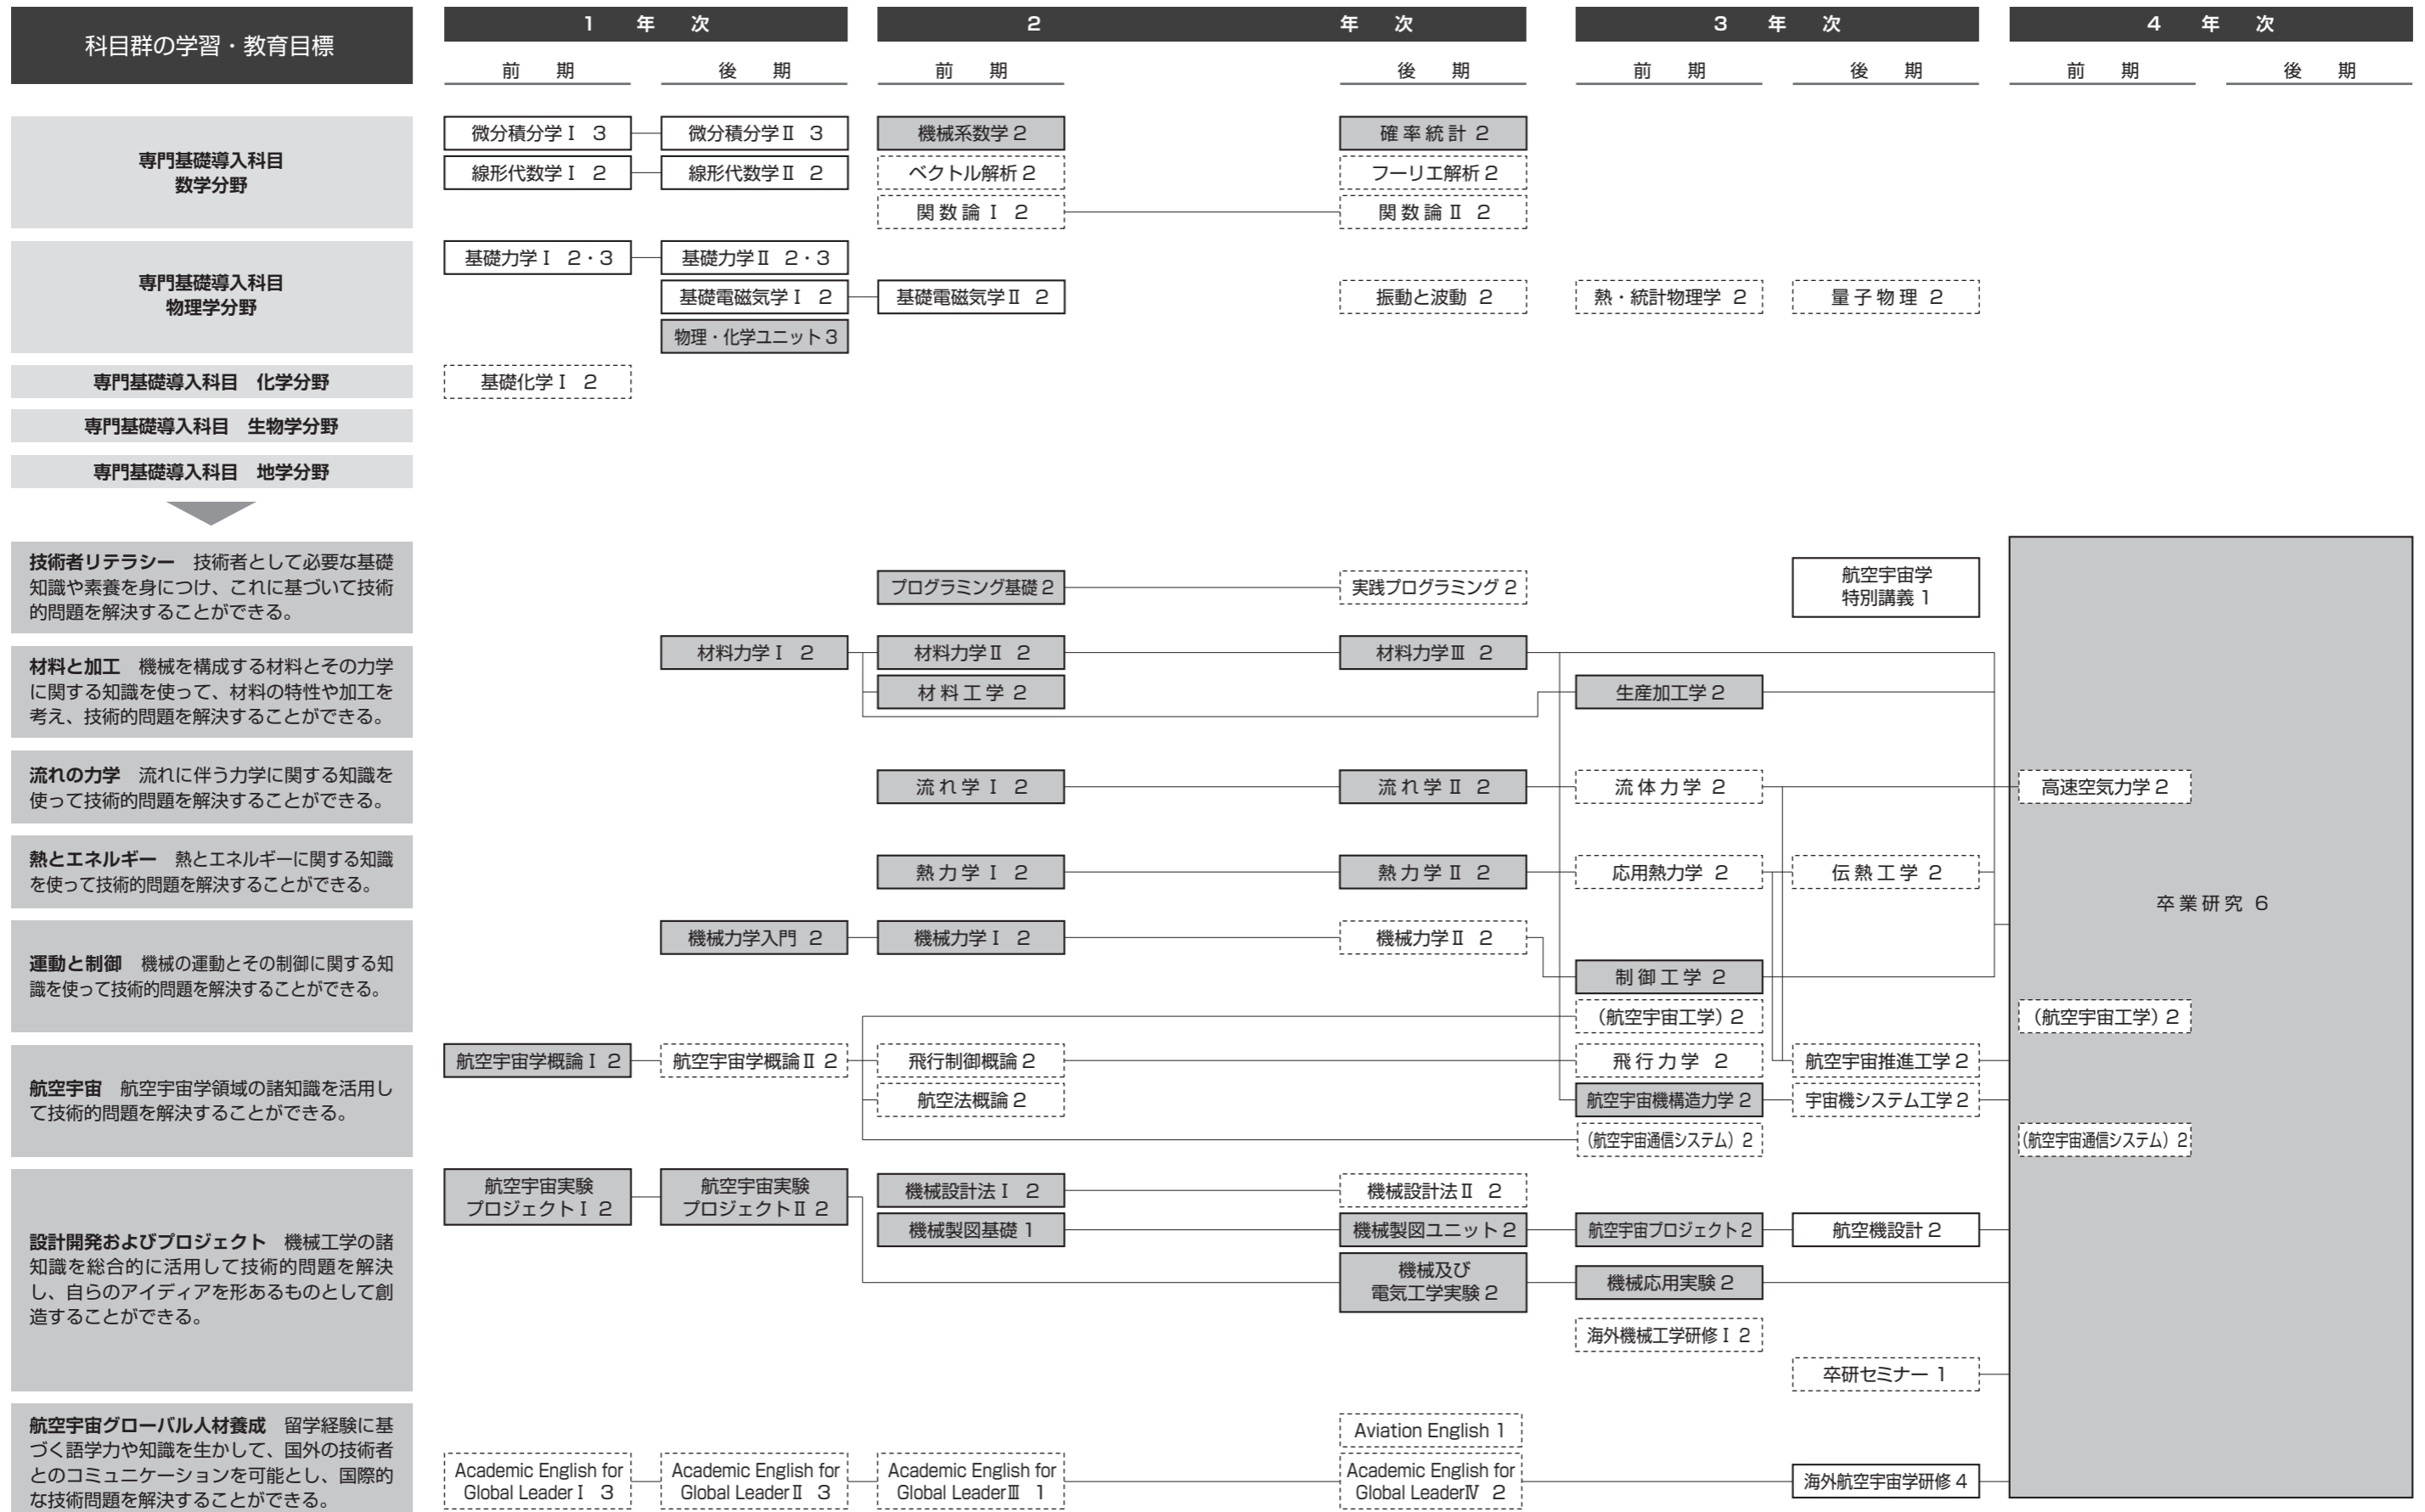 科目群の学習・教育目標
1 年 次
2 年 次
3 年 次
4 年 次
前 期
後 期
前 期
後 期
前 期
後 期
前 期
後 期
専門基礎導入科目
数学分野
微分積分学Ⅰ 3
微分積分学Ⅱ 3
機械系数学 2
確率統計 2
線形代数学Ⅰ 2
線形代数学Ⅱ 2
ベクトル解析 2
フーリエ解析 2
関数論Ⅰ 2
関数論Ⅱ 2
専門基礎導入科目
物理学分野
基礎力学Ⅰ 2・3
基礎力学Ⅱ 2・3
基礎電磁気学Ⅰ 2
基礎電磁気学Ⅱ 2
振動と波動 2
熱・統計物理学 2
量子物理 2
物理・化学ユニット 3
専門基礎導入科目 化学分野
基礎化学Ⅰ 2
専門基礎導入科目 生物学分野
専門基礎導入科目 地学分野
技術者リテラシー 技術者として必要な基礎
知識や素養を身につけ、これに基づいて技術
的問題を解決することができる。
プログラミング基礎 2
実践プログラミング 2
航空宇宙学
特別講義 1
材料と加工 機械を構成する材料とその力学
に関する知識を使って、材料の特性や加工を
考え、技術的問題を解決することができる。
材料力学Ⅰ 2
材料力学Ⅱ 2
材料力学Ⅲ 2
材料工学 2
生産加工学 2
流れの力学 流れに伴う力学に関する知識を
使って技術的問題を解決することができる。
流れ学Ⅰ 2
流れ学Ⅱ 2
流体力学 2
高速空気力学 2
熱とエネルギー 熱とエネルギーに関する知識
を使って技術的問題を解決することができる。
熱力学Ⅰ 2
熱力学Ⅱ 2
応用熱力学 2
伝熱工学 2
卒業研究 6
運動と制御 機械の運動とその制御に関する知
識を使って技術的問題を解決することができる。
機械力学入門 2
機械力学Ⅰ 2
機械力学Ⅱ 2
制御工学 2
(航空宇宙工学) 2
(航空宇宙工学) 2
航空宇宙 航空宇宙学領域の諸知識を活用し
て技術的問題を解決することができる。
航空宇宙学概論Ⅰ 2
航空宇宙学概論Ⅱ 2
飛行制御概論 2
飛行力学 2
航空宇宙推進工学 2
航空法概論 2
航空宇宙機構造力学 2
宇宙機システム工学 2
(航空宇宙通信システム) 2
(航空宇宙通信システム) 2
設計開発およびプロジェクト 機械工学の諸
知識を総合的に活用して技術的問題を解決
し、自らのアイディアを形あるものとして創
造することができる。
航空宇宙実験
プロジェクトⅠ 2
航空宇宙実験
プロジェクトⅡ 2
機械設計法Ⅰ 2
機械設計法Ⅱ 2
機械製図基礎 1
機械製図ユニット 2
航空宇宙プロジェクト 2
航空機設計 2
機械及び
電気工学実験 2
機械応用実験 2
海外機械工学研修Ⅰ 2
卒研セミナー 1
航空宇宙グローバル人材養成 留学経験に基
づく語学力や知識を生かして、国外の技術者
とのコミュニケーションを可能とし、国際的
な技術問題を解決することができる。
Aviation English 1
Academic English for
Global LeaderⅠ 3
Academic English for
Global LeaderⅡ 3
Academic English for
Global LeaderⅢ 1
Academic English for
Global LeaderⅣ 2
海外航空宇宙学研修 4